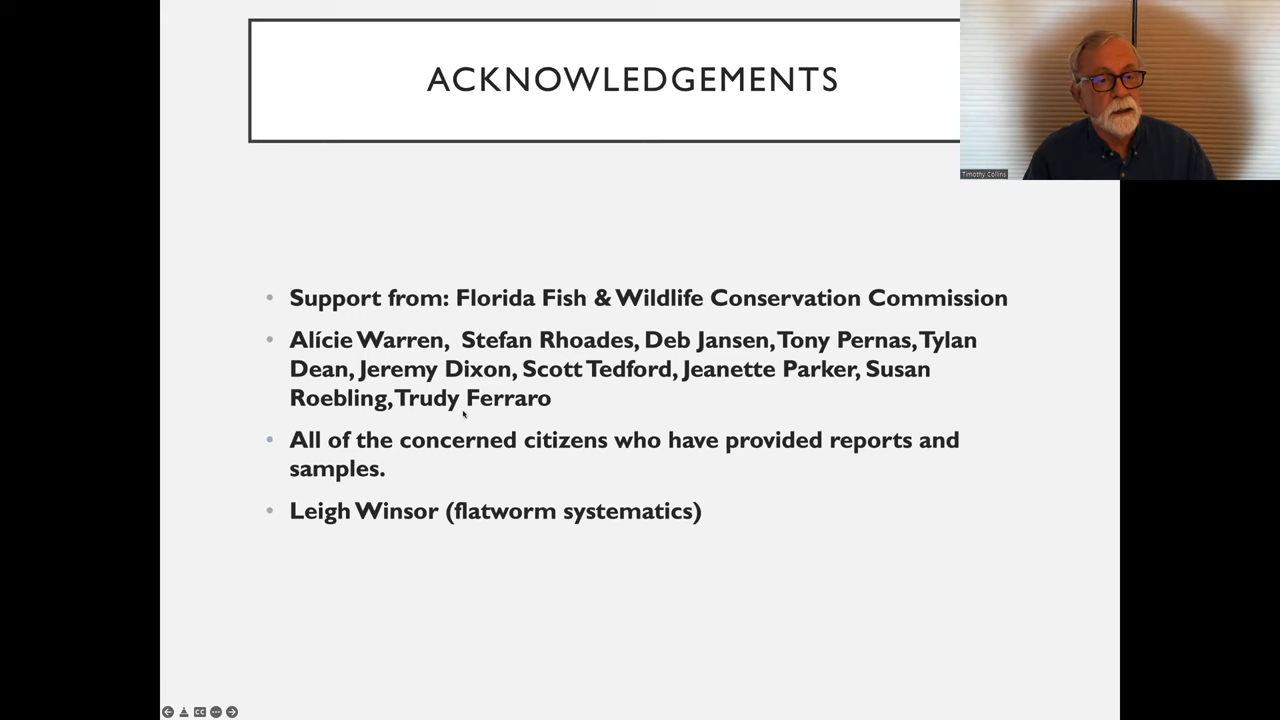 ACKNOWLEDGEMENTS
Timothy Collins
• Support from: Florida Fish & Wildlife Conservation Commission
• Alície Warren, Stefan Rhoades, Deb Jansen, Tony Pernas, Tylan
Dean, Jeremy Dixon, Scott Tedford, Jeanette Parker, Susan
Roebling, Trudy Ferraro
• All of the concerned citizens who have provided reports and
samples.
• Leigh Winsor (flatworm systematics)
CC